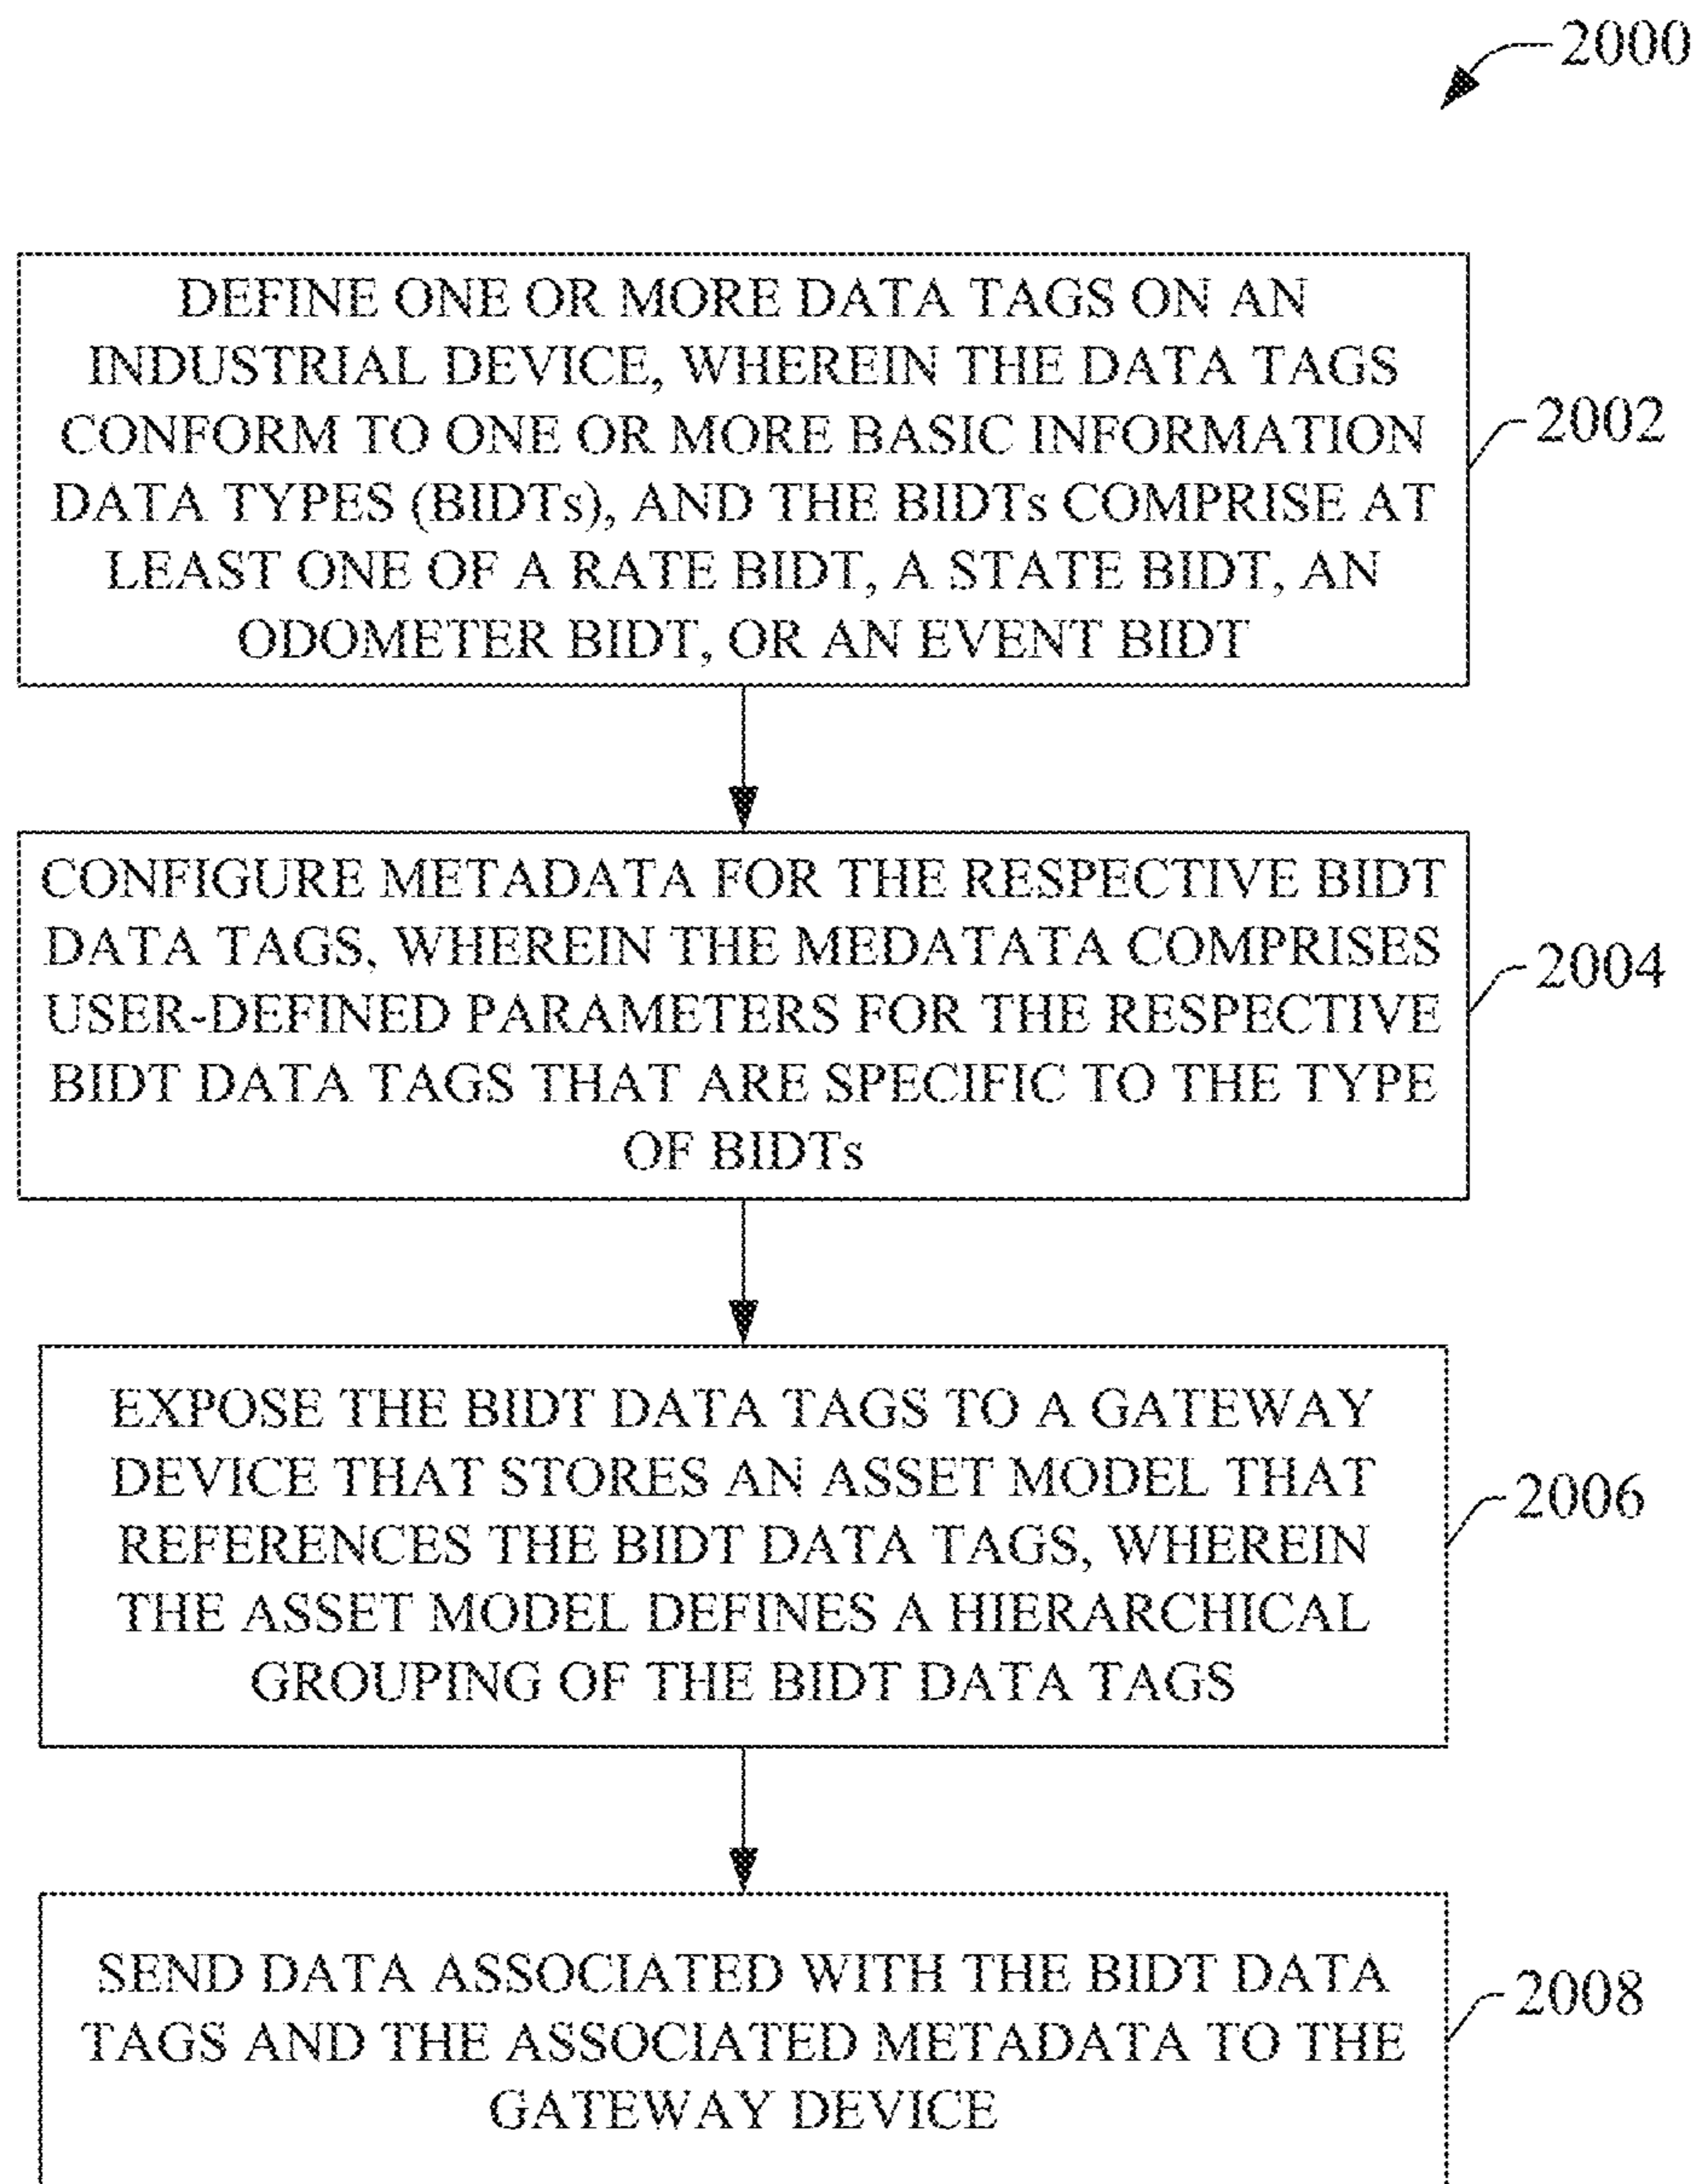 2000
DEFINE ONE OR MORE DATA TAGS ON AN
INDUSTRIAL DEVICE, WHEREIN THE DATA TAGS
CONFORM TO ONE OR MORE BASIC INFORMATION
DATA TYPES (BIDTs), AND THE BIDTs COMPRISE AT
LEAST ONE OF A RATE BIDT, A STATE BIDT, AN
ODOMETER BIDT, OR AN EVENT BIDT
2002
CONFIGURE METADATA FOR THE RESPECTIVE BIDT
DATA TAGS, WHEREIN THE MEDATATA COMPRISES
USER-DEFINED PARAMETERS FOR THE RESPECTIVE
BIDT DATA TAGS THAT ARE SPECIFIC TO THE TYPE
OF BIDTs
2004
EXPOSE THE BIDT DATA TAGS TO A GATEWAY
DEVICE THAT STORES AN ASSET MODEL THAT
REFERENCES THE BIDT DATA TAGS, WHEREIN
THE ASSET MODEL DEFINES A HIERARCHICAL
GROUPING OF THE BIDT DATA TAGS
2006
SEND DATA ASSOCIATED WITH THE BIDT DATA
TAGS AND THE ASSOCIATED METADATA TO THE
GATEWAY DEVICE
2008